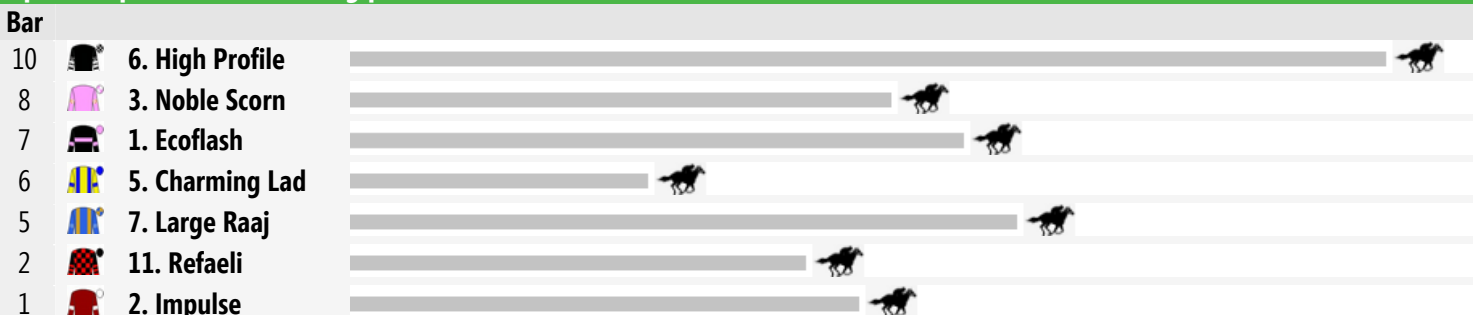 Bar
10 6. High Profile
8 3. Noble Scorn
7 1. Ecoflash
6 5. Charming Lad
5 7. Large Raaj
2 11. Refaeli
1 2. Impulse